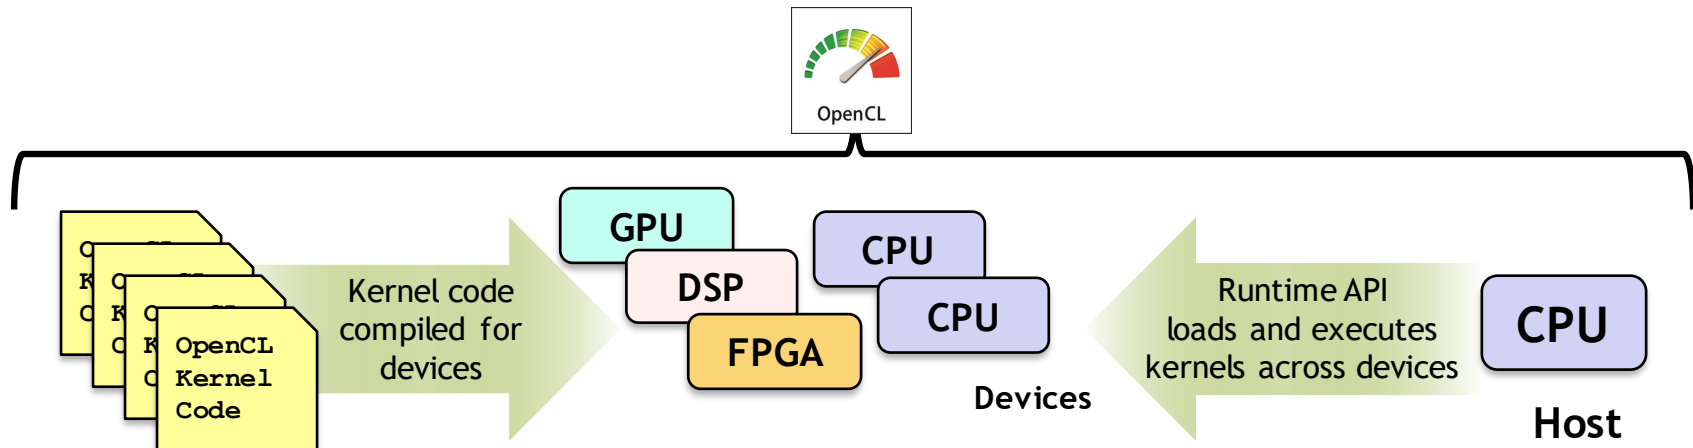 OpenCL
OpenCL
Kernel
Code
Kernel code
compiled for
devices
GPU
DSP
FPGA
CPU
CPU
Devices
Runtime API
loads and executes
kernels across devices
CPU
Host